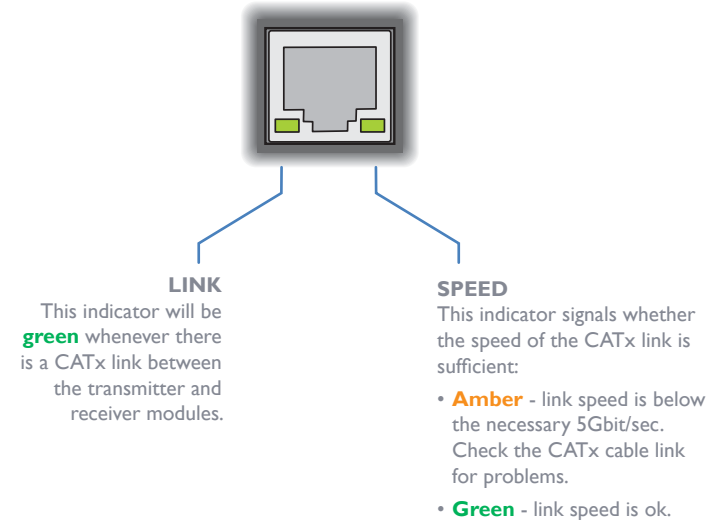 LINK
This indicator will be
green whenever there
is a CATx link between
the transmitter and
receiver modules.
SPEED
This indicator signals whether
the speed of the CATx link is
sufficient:
• Amber - link speed is below
the necessary 5Gbit/sec.
Check the CATx cable link
for problems.
• Green - link speed is ok.